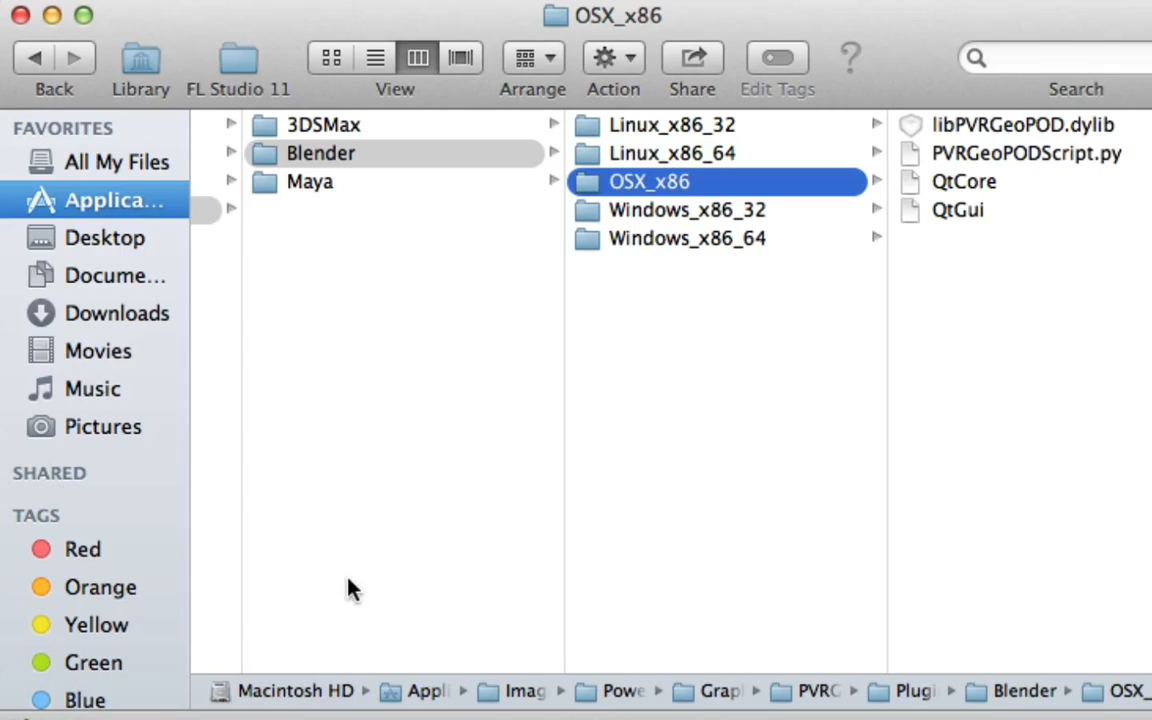 OSX_x86
Back
Library
FL Studio 11
View
Arrange
Action
Share
Edit Tags
Search
FAVORITES
All My Files
Applica...
Desktop
Docume...
Downloads
Movies
Music
Pictures
SHARED
TAGS
Red
Orange
Yellow
Green
Blue
3DSMax
Blender
Maya
Linux_x86_32
Linux_x86_64
OSX_x86
Windows_x86_32
Windows_x86_64
libPVRGeoPOD.dylib
PVRGeoPODScript.py
QtCore
QtGui
Macintosh HD Appli Imag Powe Grap PVRG Plugi Blender OSX_